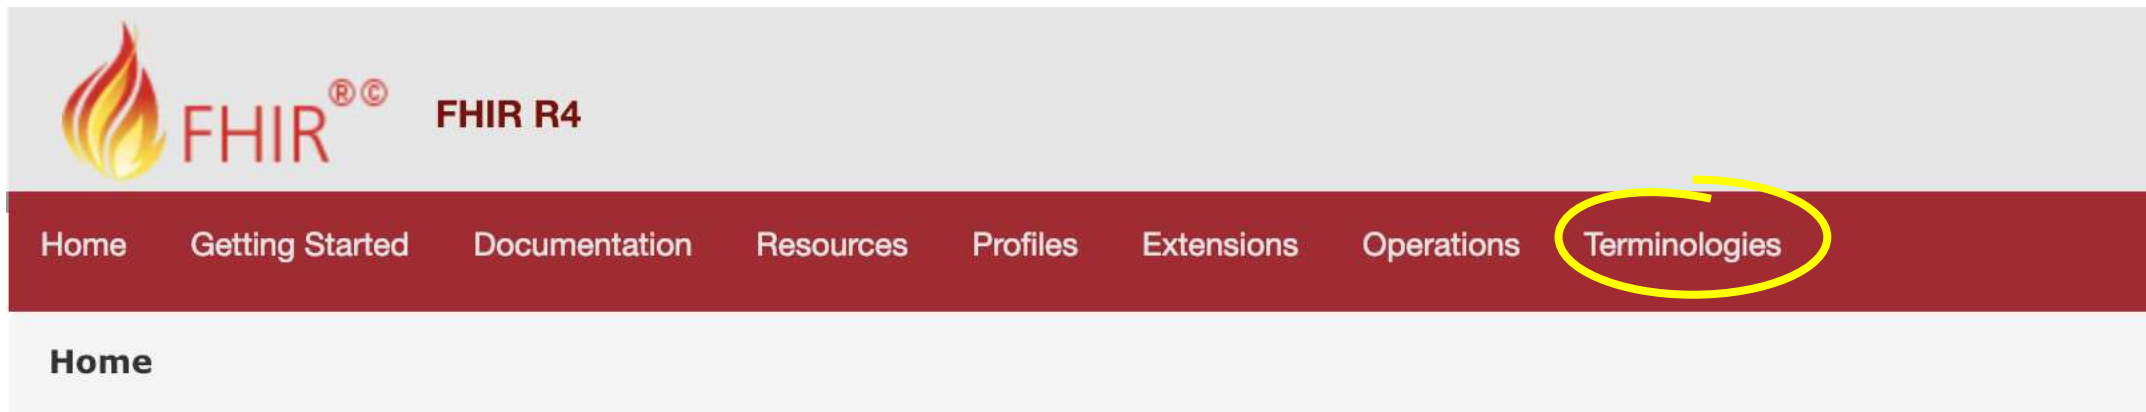 FHIR®© FHIR R4
Home Getting Started Documentation Resources Profiles Extensions Operations Terminologies
Home